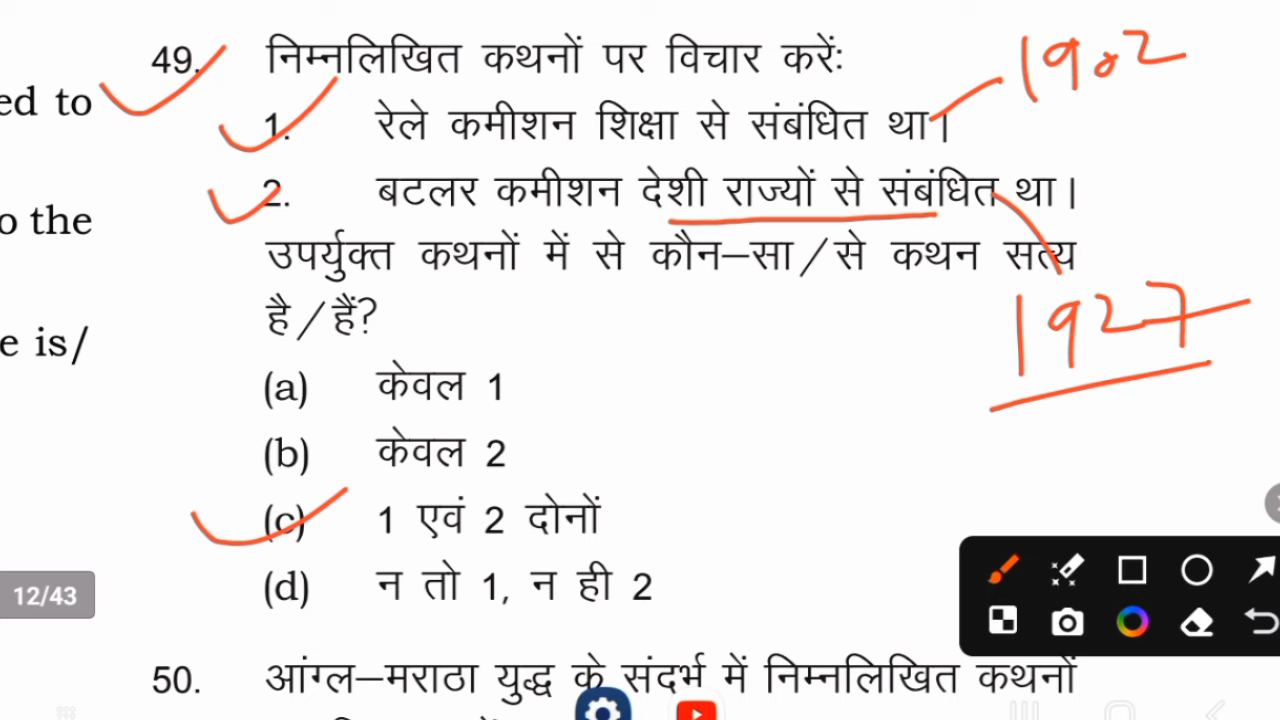 49. निम्नलिखित कथनों पर विचार करेंः
1982
ed to
1. रेले कमीशन शिक्षा से संबंधित था।
2. बटलर कमीशन देशी राज्यों से संबंधित था।
o the
उपर्युक्त कथनों में से कौन–सा/से कथन सत्य
है/हैं?
1927
e is/
(a) केवल 1
(b) केवल 2
(c) 1 एवं 2 दोनों
(d) न तो 1, न ही 2
12/43
50. आंग्ल–मराठा युद्ध के संदर्भ में निम्नलिखित कथनों